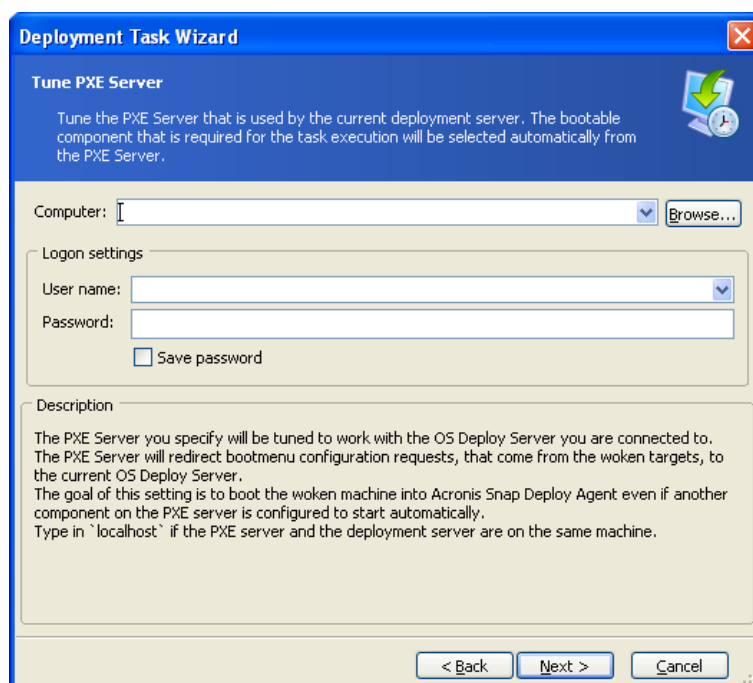 Deployment Task Wizard
Tune PXE Server
Tune the PXE Server that is used by the current deployment server. The bootable
component that is required for the task execution will be selected automatically from
the PXE Server.
Computer:
Browse...
Logon settings
User name:
Password:
Save password
Description
The PXE Server you specify will be tuned to work with the OS Deploy Server you are connected to.
The PXE Server will redirect bootmenu configuration requests, that come from the woken targets, to
the current OS Deploy Server.
The goal of this setting is to boot the woken machine into Acronis Snap Deploy Agent even if another
component on the PXE server is configured to start automatically.
Type in `localhost` if the PXE server and the deployment server are on the same machine.
< Back
Next >
Cancel